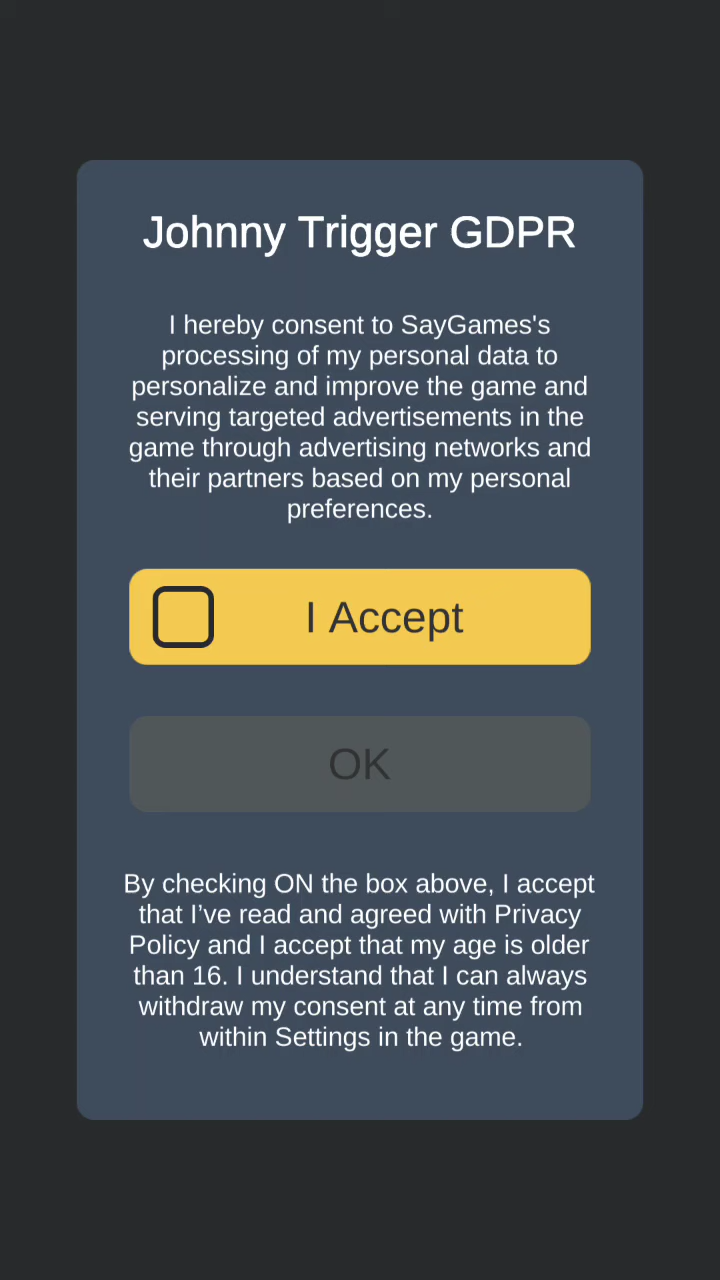 Johnny Trigger GDPR
I hereby consent to SayGames's
processing of my personal data to
personalize and improve the game and
serving targeted advertisements in the
game through advertising networks and
their partners based on my personal
preferences.
I Accept
OK
By checking ON the box above, I accept
that I’ve read and agreed with Privacy
Policy and I accept that my age is older
than 16. I understand that I can always
withdraw my consent at any time from
within Settings in the game.